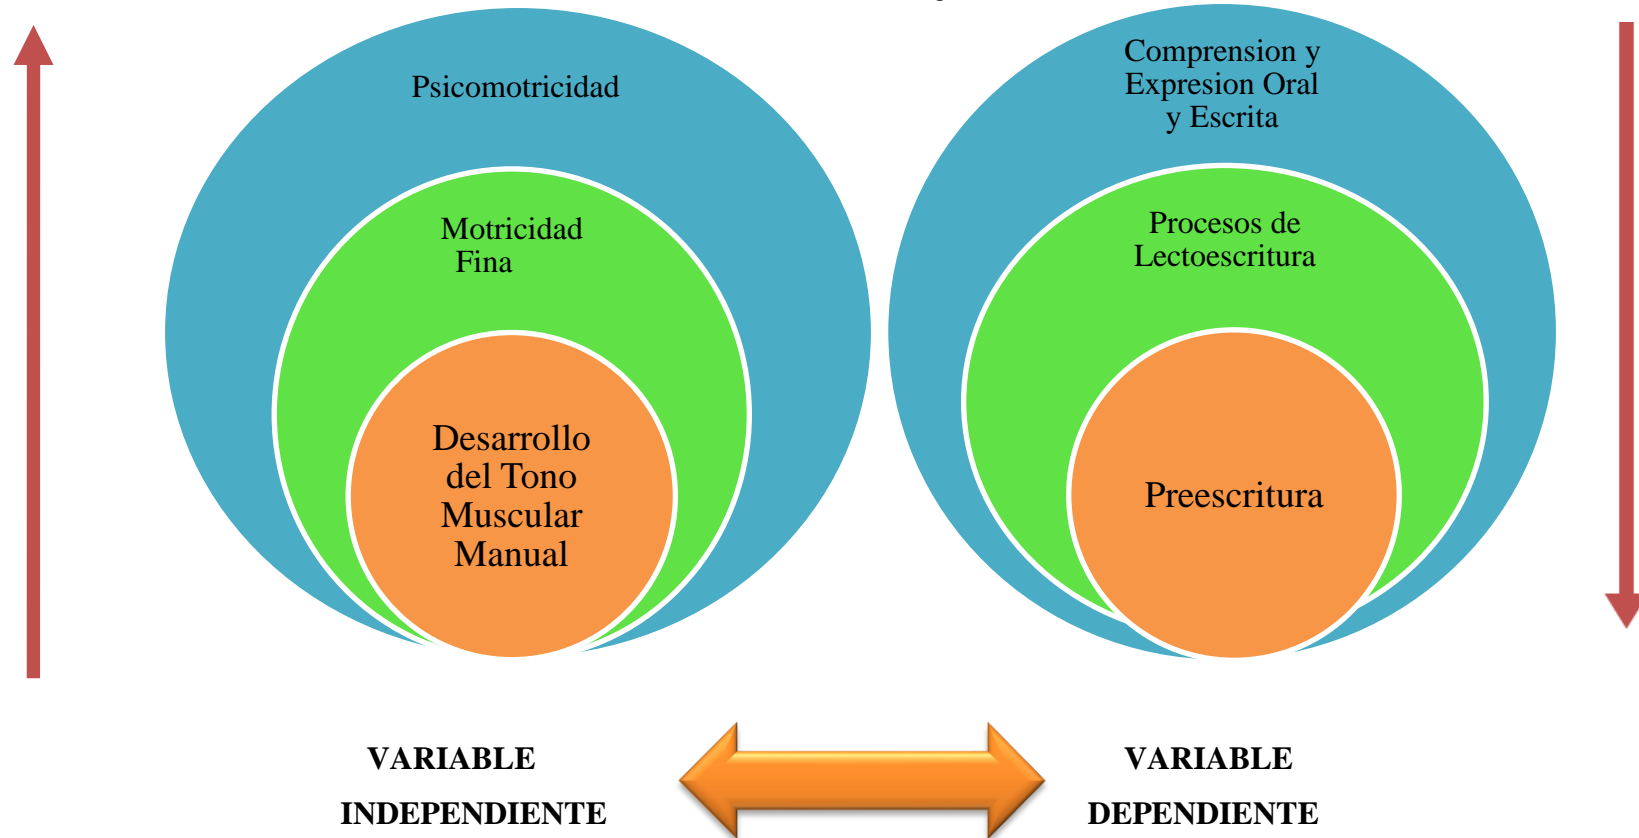 Psicomotricidad
Motricidad
Fina
Desarrollo
del Tono
Muscular
Manual
Comprension y
Expresion Oral
y Escrita
Procesos de
Lectoescritura
Preescritura
VARIABLE
INDEPENDIENTE
VARIABLE
DEPENDIENTE